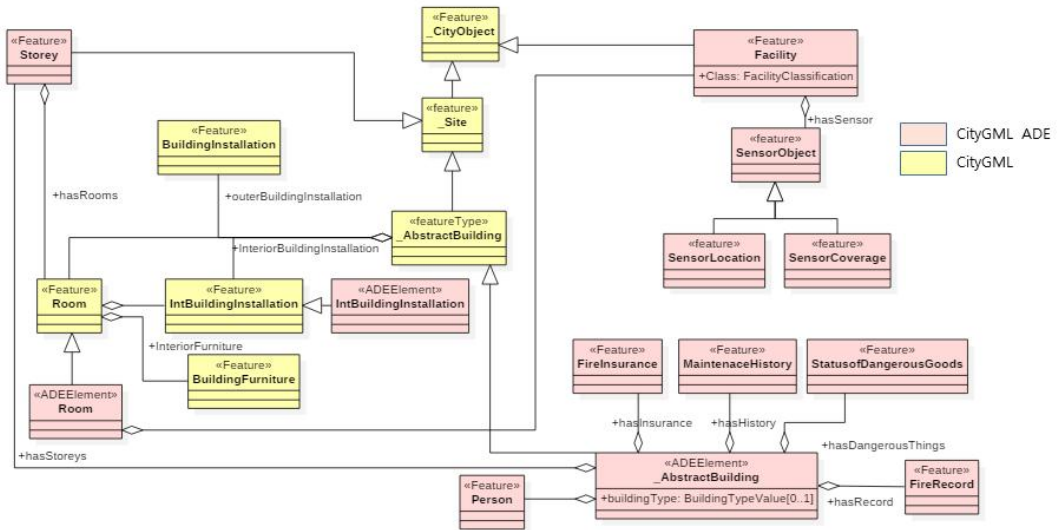 «Feature»
_CityObject
«Feature»
Storey
«Feature»
Facility
+Class: FacilityClassification
«feature»
_Site
«Feature»
BuildingInstallation
+hasSensor
«feature»
SensorObject
CityGML ADE
CityGML
+hasRooms
+outerBuildingInstallation
«featureType»
_AbstractBuilding
+InteriorBuildingInstallation
«feature»
SensorLocation
«feature»
SensorCoverage
«Feature»
Room
«Feature»
IntBuildingInstallation
«ADEElement»
IntBuildingInstallation
+InteriorFurniture
«Feature»
BuildingFurniture
«Feature»
FireInsurance
«Feature»
MaintenaceHistory
«Feature»
StatusofDangerousGoods
«ADEElement»
Room
+hasInsurance
+hasHistory
+hasDangerousThings
+hasStoreys
«ADEElement»
_AbstractBuilding
+buildingType: BuildingTypeValue[0..1]
«Feature»
Person
+hasRecord
«Feature»
FireRecord